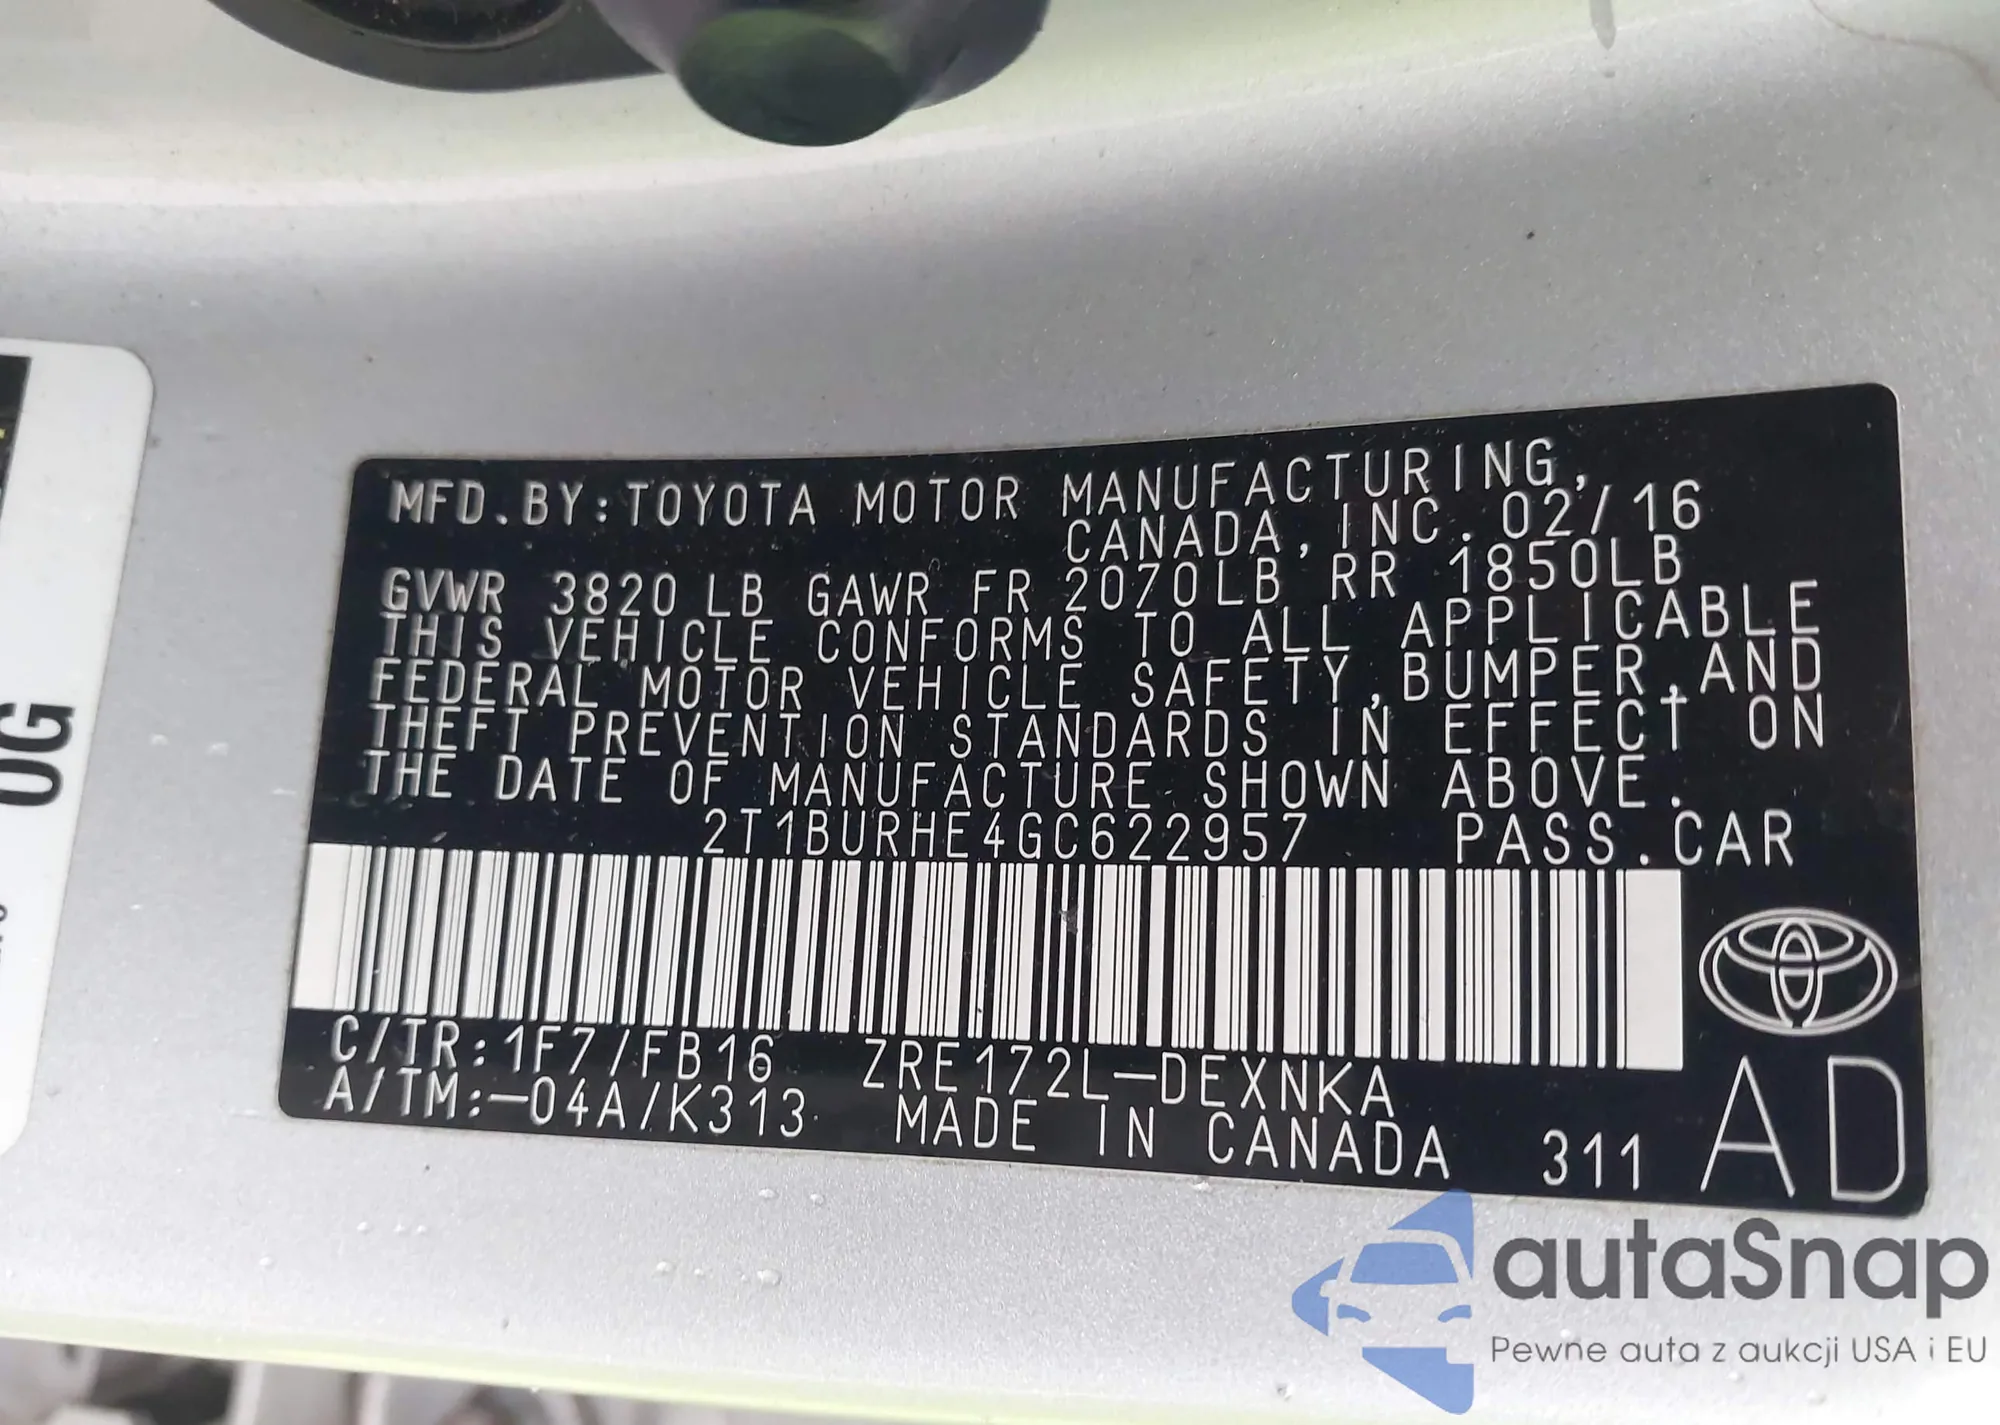 MFD.BY:TOYOTA MOTOR MANUFACTURING,
CANADA, INC. 02/16
GVWR 3820 LB GAWR FR 2070LB RR 1850LB
THIS VEHICLE CONFORMS TO ALL APPLICABLE
FEDERAL MOTOR VEHICLE SAFETY,BUMPER,AND
THEFT PREVENTION STANDARDS IN EFFECT ON
THE DATE OF MANUFACTURE SHOWN ABOVE.
2T1BURHE4GC622957 PASS.CAR
C/TR:1F7/FB16 ZRE172L-DEXNKA
A/TM:-04A/K313 MADE IN CANADA 311
AD
OG
autaSnap
Pewne auta z aukcji USA i EU